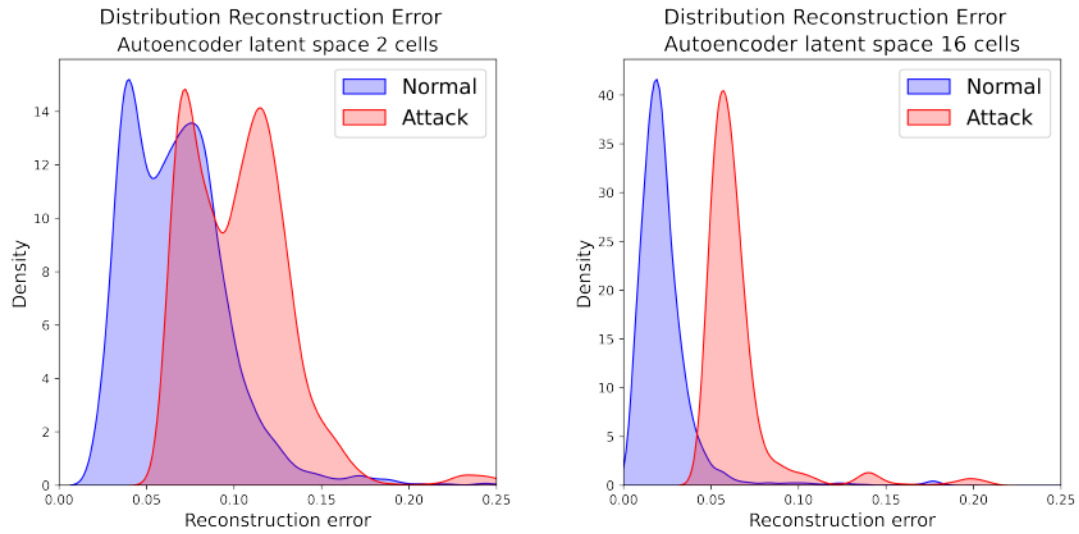 Distribution Reconstruction Error
Autoencoder latent space 2 cells
Normal
Attack
14
12
10
8
6
4
2
0
Density
0.00
0.05
0.10
0.15
0.20
0.25
Reconstruction error
Distribution Reconstruction Error
Autoencoder latent space 16 cells
Normal
Attack
40
35
30
25
20
15
10
5
0
Density
0.00
0.05
0.10
0.15
0.20
0.25
Reconstruction error